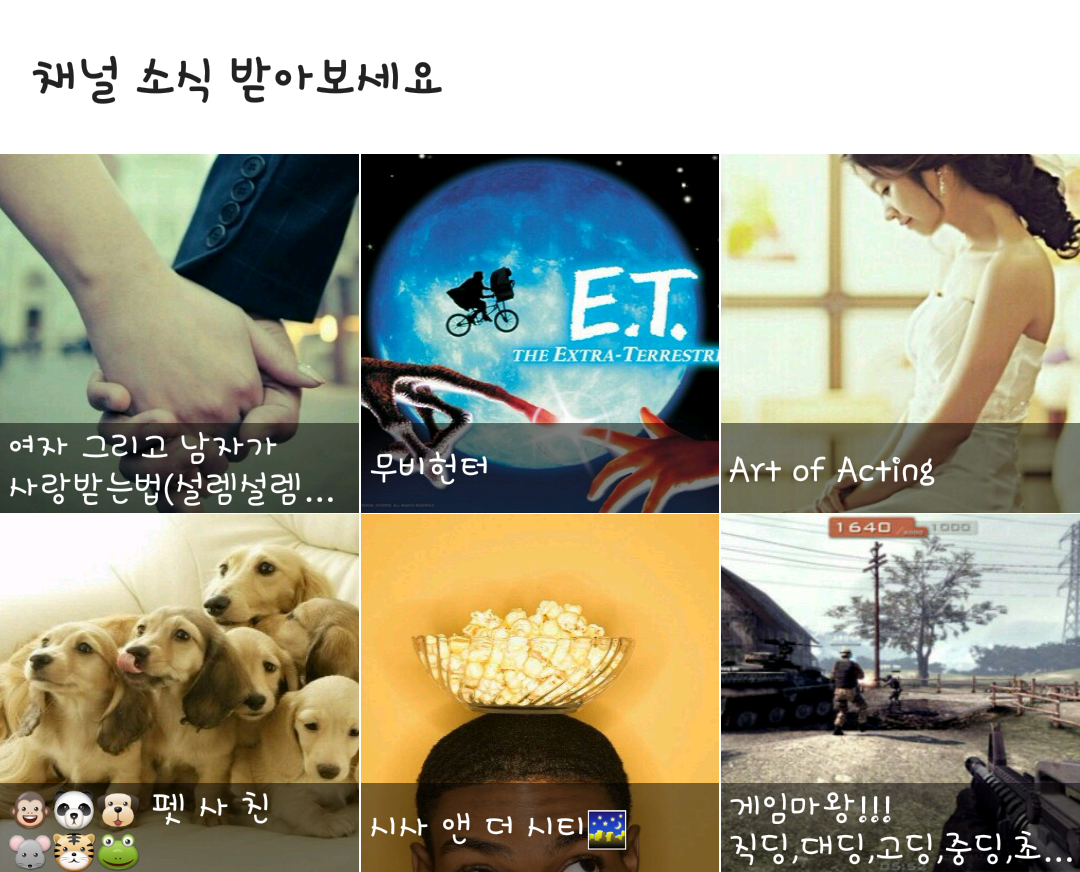 채널 소식 받아보세요
여자 그리고 남자가
사랑받는법(설렘설렘...
E.T.
THE EXTRA-TERRESTRI
무비헌터
Art of Acting
🐵🐼🐶 펫 사 친
🐭🐯🐸
시사 앤 더 시티🌠
1640
1000
게임마왕!!!
직딩,대딩,고딩,중딩,초...